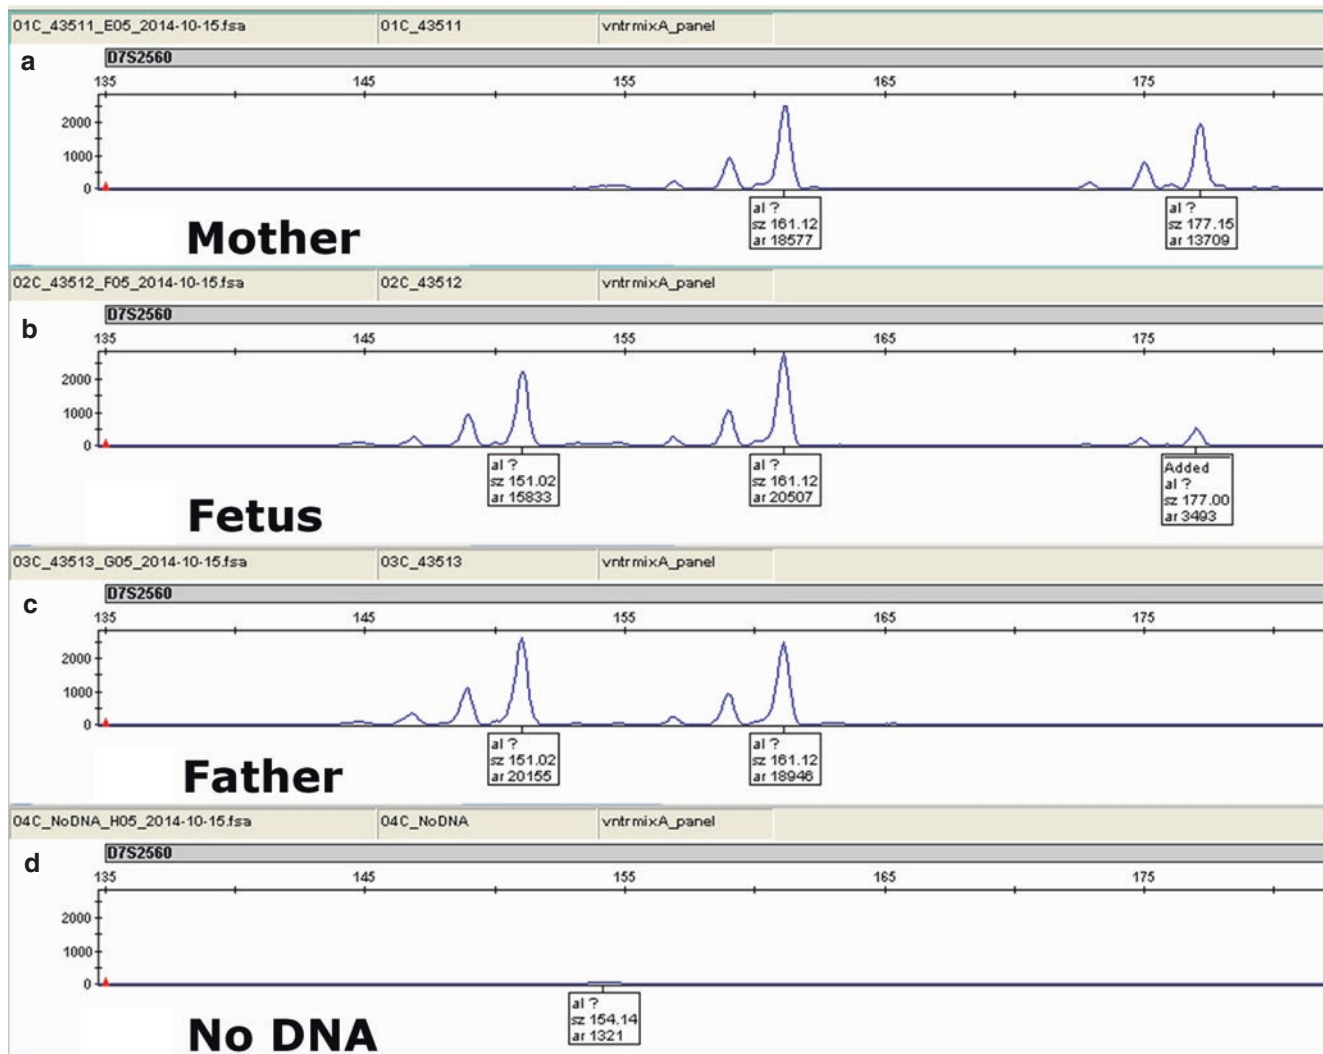 01C_43511_E05_2014-10-15.fsa 01C_43511 vntrmixA_panel
a
D7S2560
135 145 155 165 175
2000
1000
0
al ?
sz 161.12
ar 18577
al ?
sz 177.15
ar 13709
Mother
02C_43512_F05_2014-10-15.fsa 02C_43512 vntrmixA_panel
b
D7S2560
135 145 155 165 175
2000
1000
0
al ?
sz 151.02
ar 15833
al ?
sz 161.12
ar 20507
Added
al ?
sz 177.00
ar 3493
Fetus
03C_43513_G05_2014-10-15.fsa 03C_43513 vntrmixA_panel
c
D7S2560
135 145 155 165 175
2000
1000
0
al ?
sz 151.02
ar 20155
al ?
sz 161.12
ar 18946
Father
04C_NoDNA_H05_2014-10-15.fsa 04C_NoDNA vntrmixA_panel
d
D7S2560
135 145 155 165 175
2000
1000
0
al ?
sz 154.14
ar 1321
No DNA